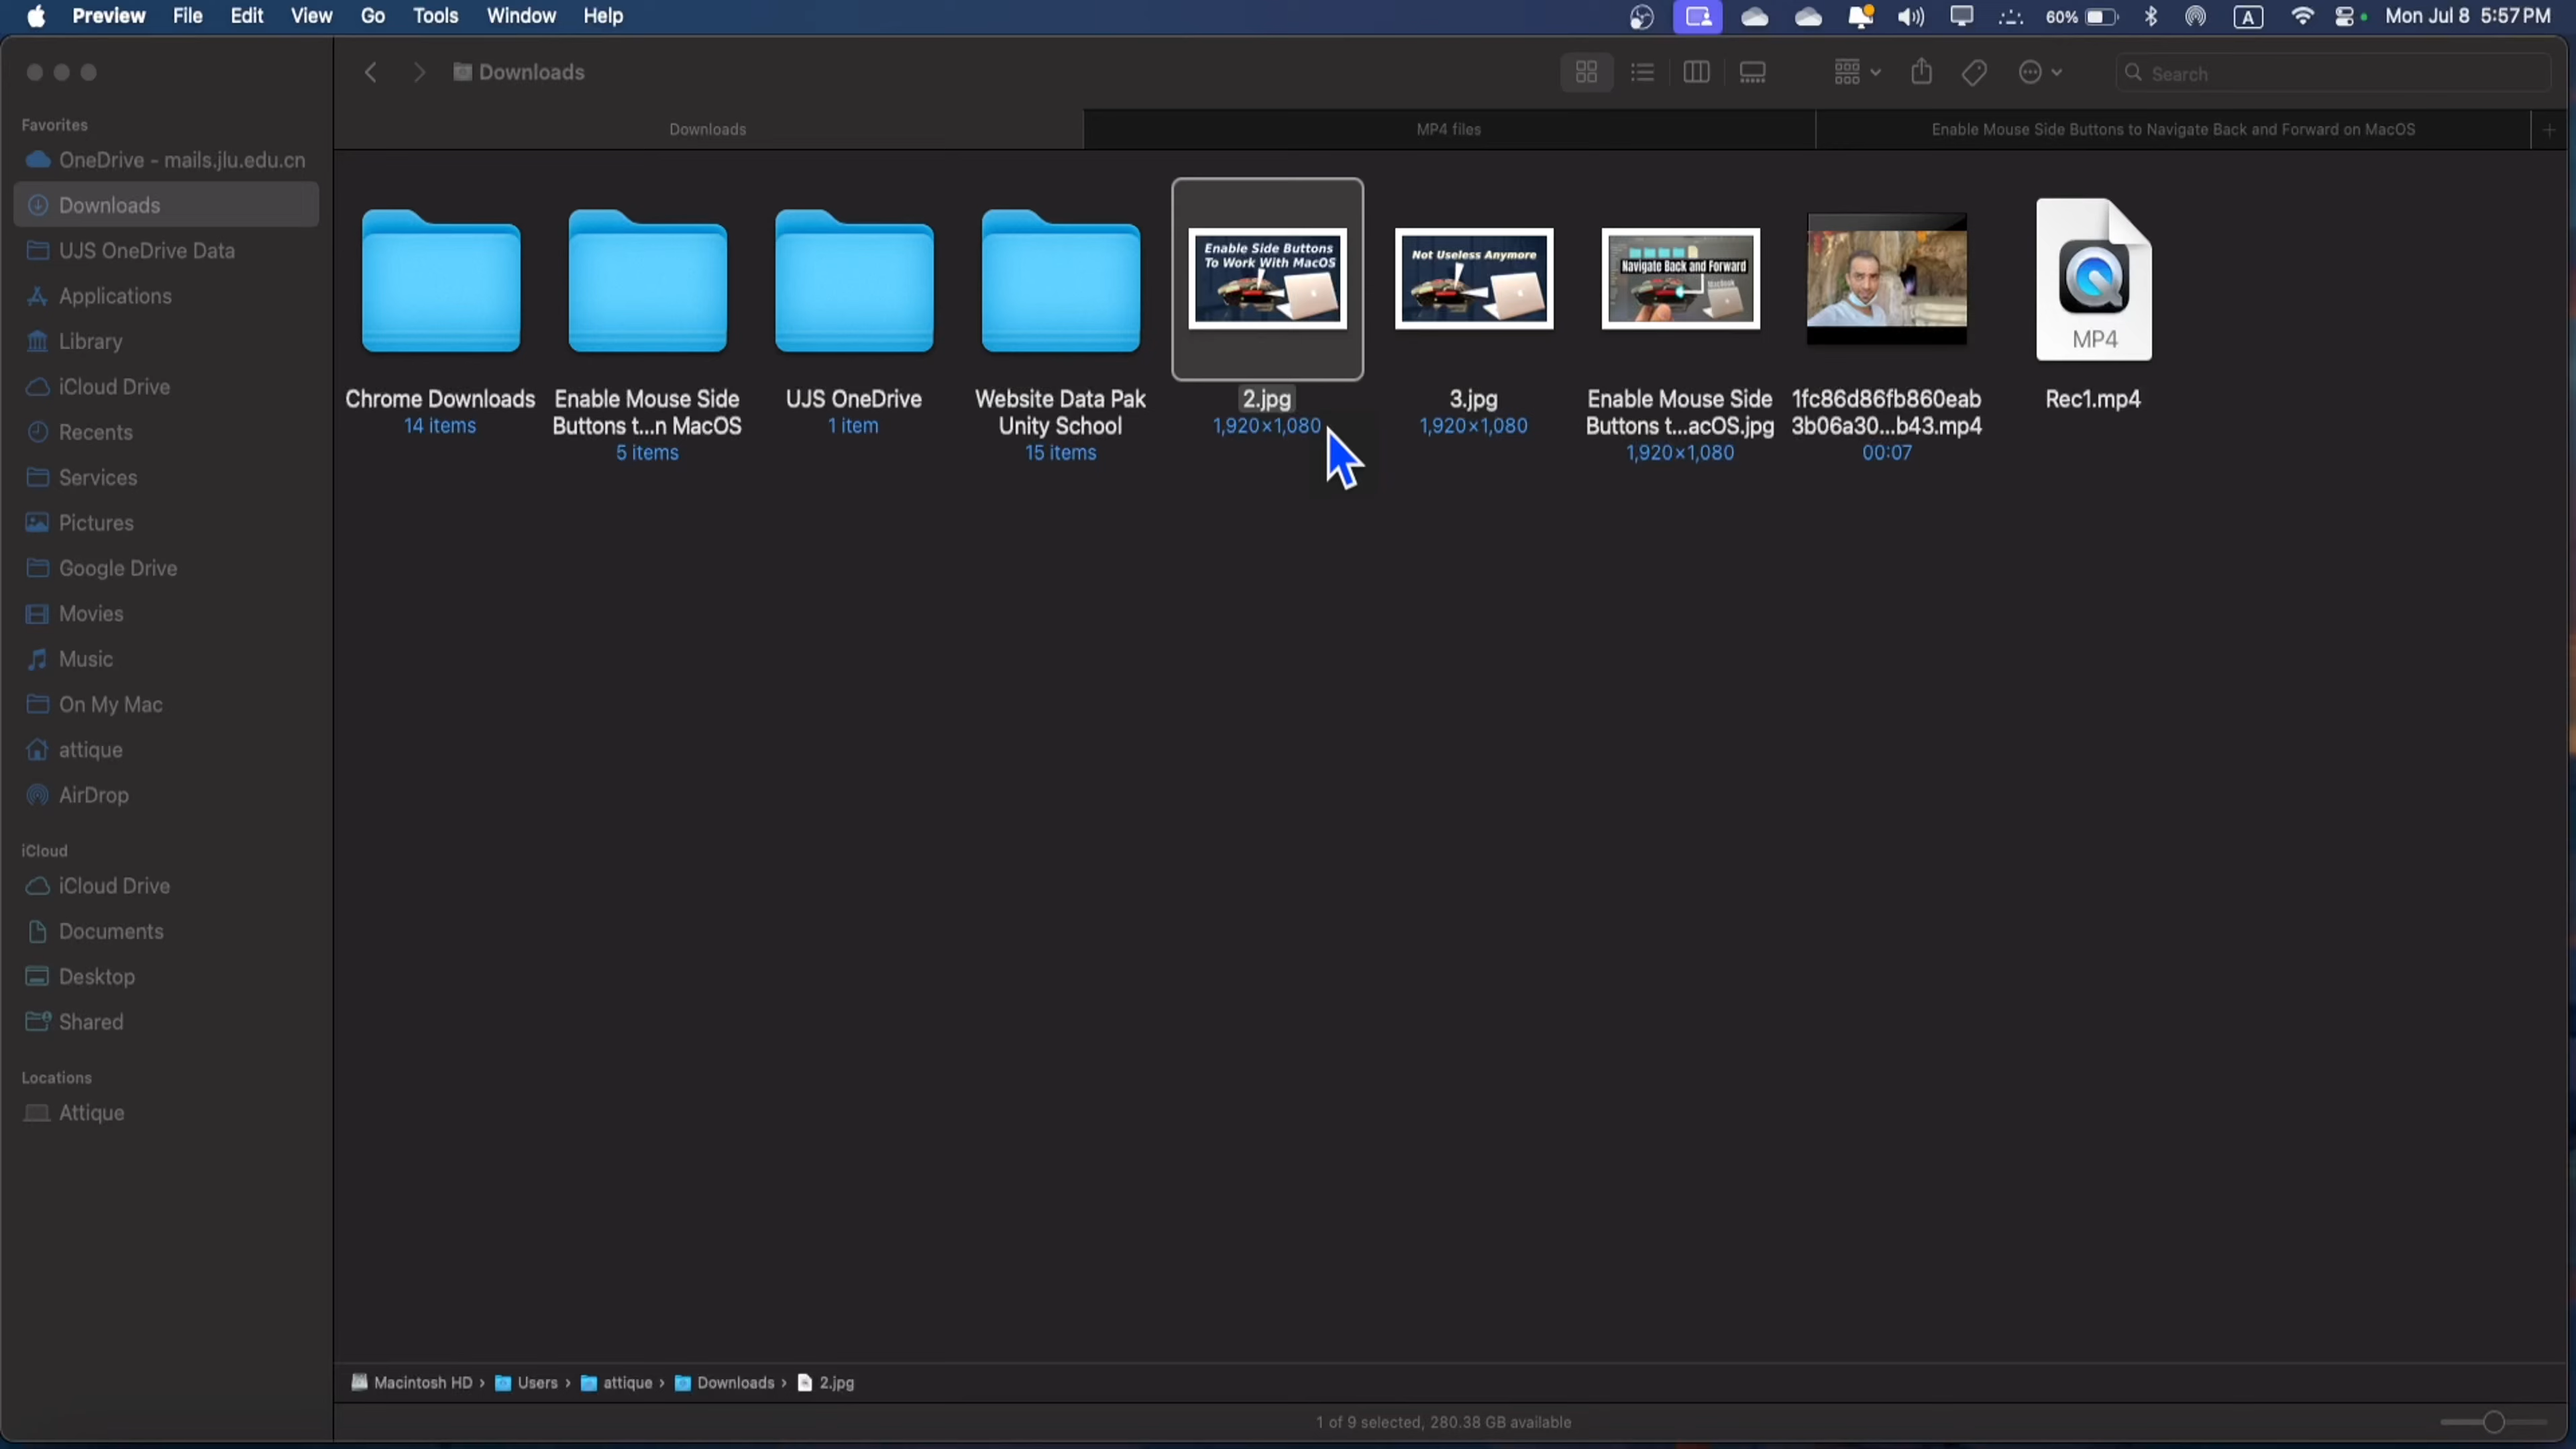 Preview File Edit View Go Tools Window Help
60% A Mon Jul 8 5:57 PM
Downloads
Search
Downloads
MP4 files
Enable Mouse Side Buttons to Navigate Back and Forward on MacOS
Favorites
OneDrive - mails.jlu.edu.cn
Downloads
UJS OneDrive Data
Applications
Library
iCloud Drive
Recents
Services
Pictures
Google Drive
Movies
Music
On My Mac
attique
AirDrop
iCloud
iCloud Drive
Documents
Desktop
Shared
Locations
Attique
Chrome Downloads
14 items
Enable Mouse Side
Buttons t...n MacOS
5 items
UJS OneDrive
1 item
Website Data Pak
Unity School
15 items
Enable Side Buttons
To Work With MacOS
2.jpg
1,920×1,080
Not Useless Anymore
3.jpg
1,920×1,080
Navigate Back and Forward
MacBook
Enable Mouse Side
Buttons t...acOS.jpg
1,920×1,080
1fc86d86fb860eab
3b06a30...b43.mp4
00:07
MP4
Rec1.mp4
Macintosh HD › Users › attique › Downloads › 2.jpg
1 of 9 selected, 280.38 GB available